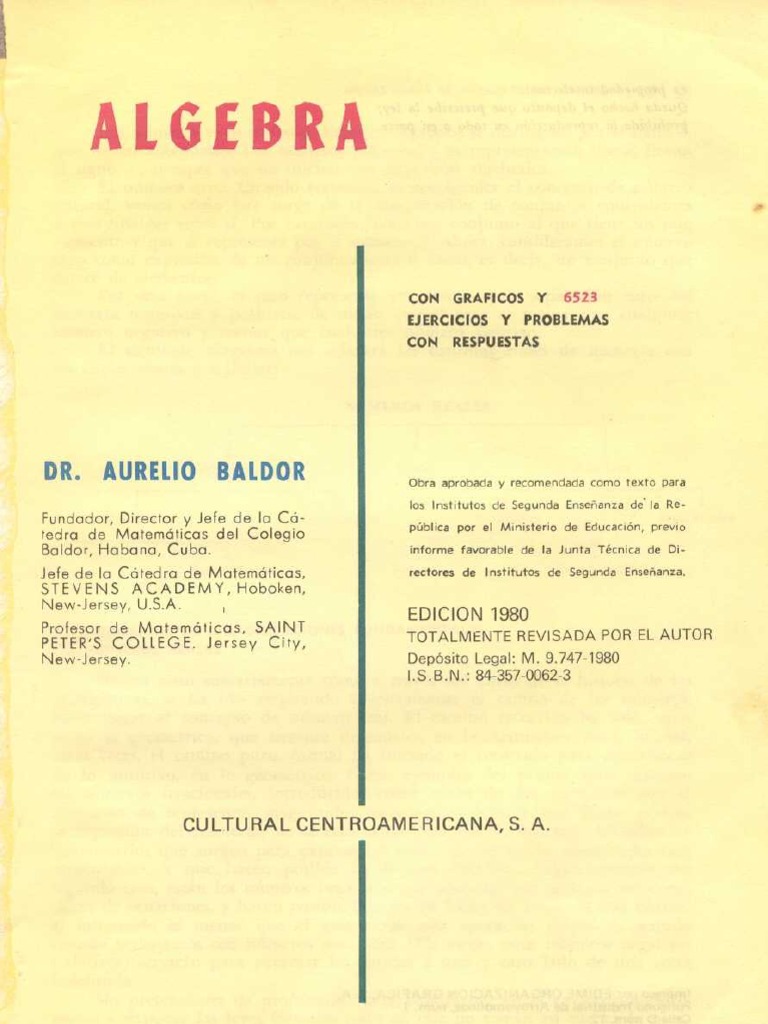 ALGEBRA
CON GRAFICOS Y 6523
EJERCICIOS Y PROBLEMAS
CON RESPUESTAS
DR. AURELIO BALDOR
Fundador, Director y Jefe de la Cá-
tedra de Matemáticas del Colegio
Baldor, Habana, Cuba.
Jefe de la Cátedra de Matemáticas,
STEVENS ACADEMY, Hoboken,
New-Jersey, U.S.A.
Profesor de Matemáticas, SAINT
PETER'S COLLEGE. Jersey City,
New-Jersey.
Obra aprobada y recomendada como texto para
los Institutos de Segunda Enseñanza de la Re-
pública por el Ministerio de Educación, previo
informe favorable de la Junta Técnica de Di-
rectores de Institutos de Segunda Enseñanza.
EDICION 1980
TOTALMENTE REVISADA POR EL AUTOR
Depósito Legal: M. 9.747-1980
I.S.B.N.: 84-357-0062-3
CULTURAL CENTROAMERICANA, S. A.